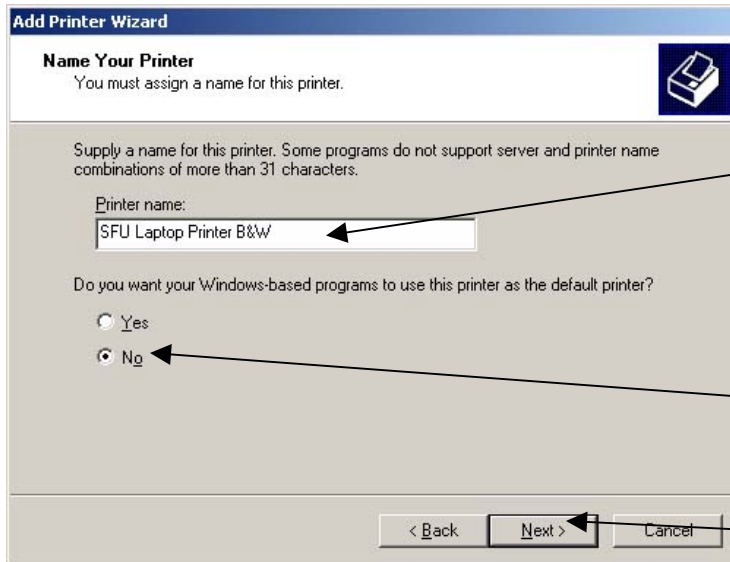 Add Printer Wizard
Name Your Printer
You must assign a name for this printer.
Supply a name for this printer. Some programs do not support server and printer name
combinations of more than 31 characters.
Printer name:
SFU Laptop Printer B&W
Do you want your Windows-based programs to use this printer as the default printer?
Yes
No
< Back Next > Cancel